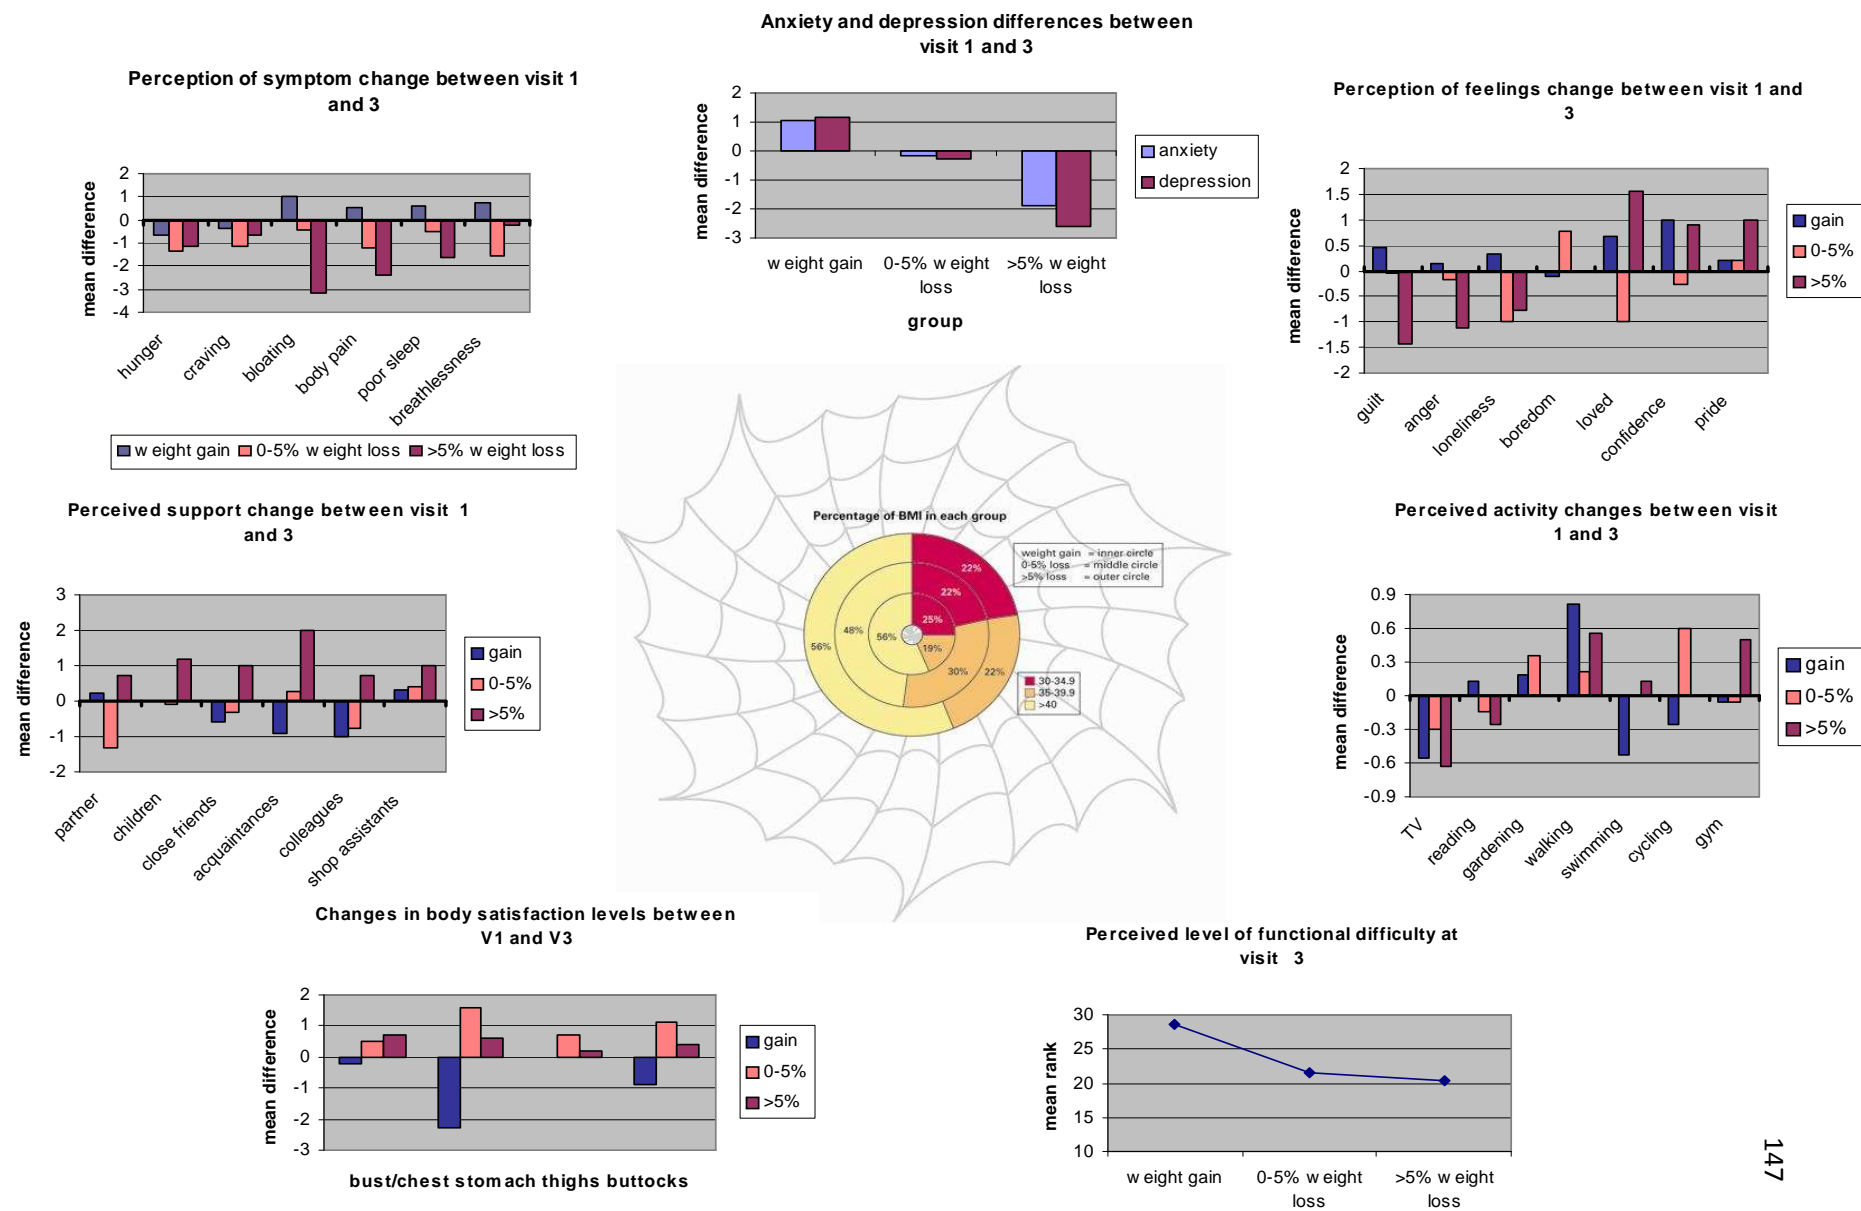 Anxiety and depression differences between
visit 1 and 3
2
1
0
-1
-2
-3
mean difference
weight gain
0-5% weight
loss
>5% weight
loss
group
anxiety
depression
Perception of symptom change between visit 1
and 3
2
1
0
-1
-2
-3
-4
mean difference
hunger
craving
bloating
body pain
poor sleep
breathlessness
weight gain
0-5% weight loss
>5% weight loss
Perception of feelings change between visit 1 and
3
2
1.5
1
0.5
0
-0.5
-1
-1.5
-2
mean difference
guilt
anger
loneliness
boredom
loved
confidence
pride
gain
0-5%
>5%
Perceived support change between visit 1
and 3
3
2
1
0
-1
-2
mean difference
partner
children
close friends
acquaintances
colleagues
shop assistants
gain
0-5%
>5%
Percentage of BMI in each group
weight gain = inner circle
0-5% loss = middle circle
>5% loss = outer circle
22%
22%
25%
56%
48%
56%
19%
30%
22%
30-34.9
35-39.9
>40
Perceived activity changes between visit
1 and 3
0.9
0.6
0.3
0
-0.3
-0.6
-0.9
mean difference
TV
reading
gardening
walking
swimming
cycling
gym
gain
0-5%
>5%
Changes in body satisfaction levels between
V1 and V3
2
1
0
-1
-2
-3
mean difference
bust/chest stomach thighs buttocks
gain
0-5%
>5%
Perceived level of functional difficulty at
visit 3
30
25
20
15
10
mean rank
weight gain
0-5% weight
loss
>5% weight
loss
147